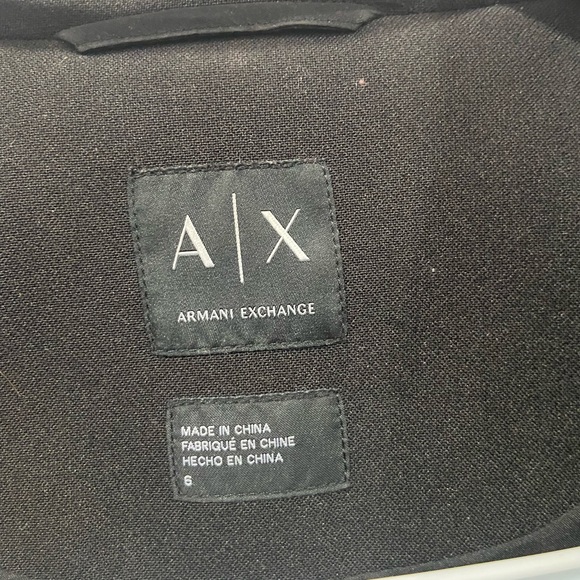 A|X
ARMANI EXCHANGE
MADE IN CHINA
FABRIQUÉ EN CHINE
HECHO EN CHINA
6